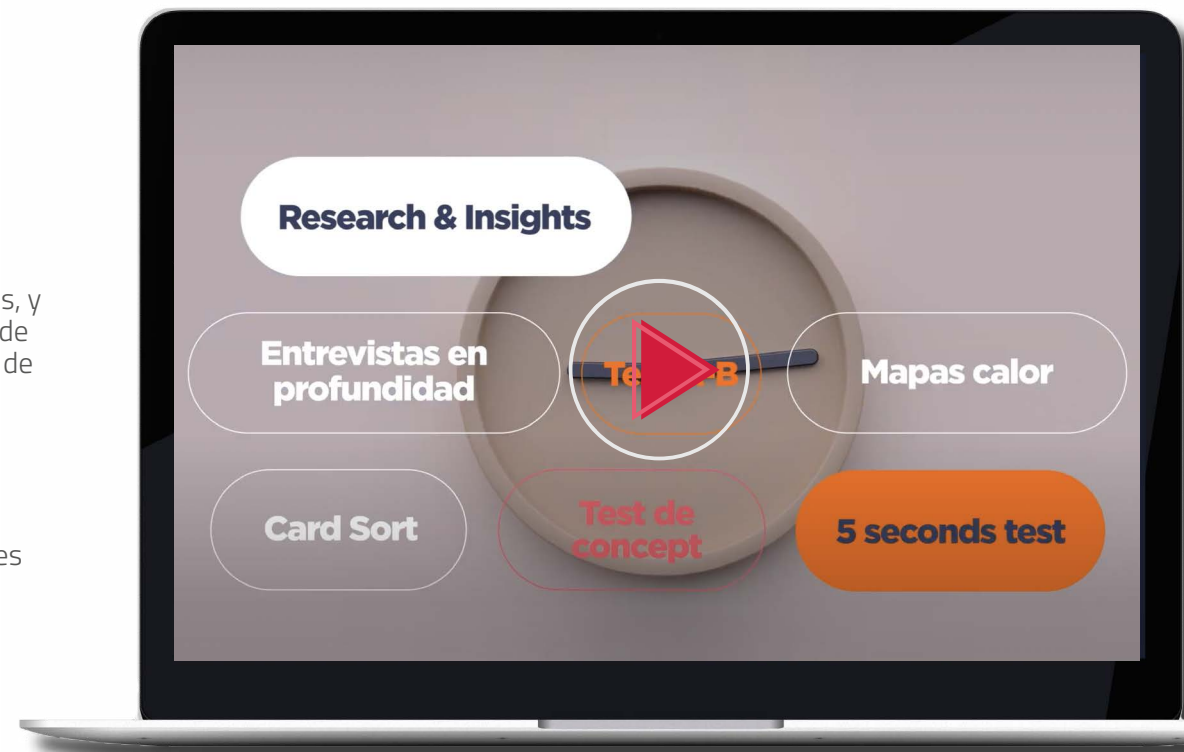 s, y
de
de
es
Research & Insights
Entrevistas en
profundidad
Mapas calor
Card Sort
Test de
concept
5 seconds test